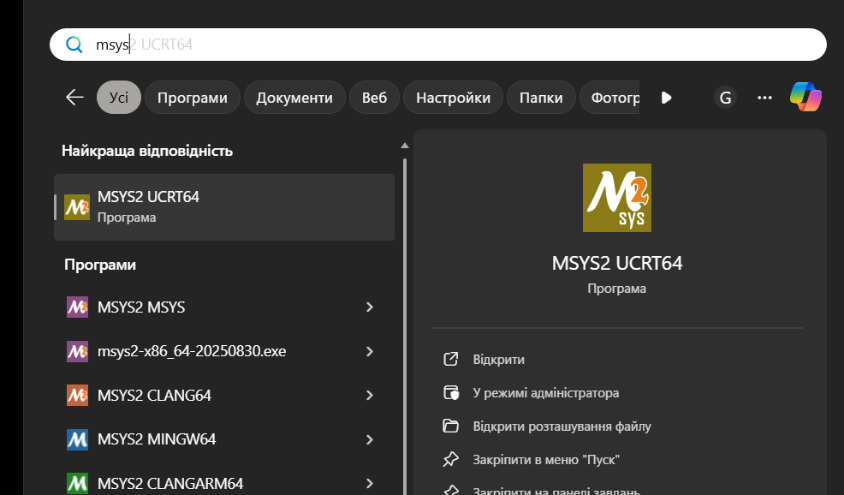 msys2 UCRT64
Усі Програми Документи Веб Настройки Папки Фотогр G
Найкраща відповідність
MSYS2 UCRT64
Програма
Програми
MSYS2 MSYS
msys2-x86_64-20250830.exe
MSYS2 CLANG64
MSYS2 MINGW64
MSYS2 CLANGARM64
M2
sys
MSYS2 UCRT64
Програма
Відкрити
У режимі адміністратора
Відкрити розташування файлу
Закріпити в меню "Пуск"
Закріпити на панелі завдань